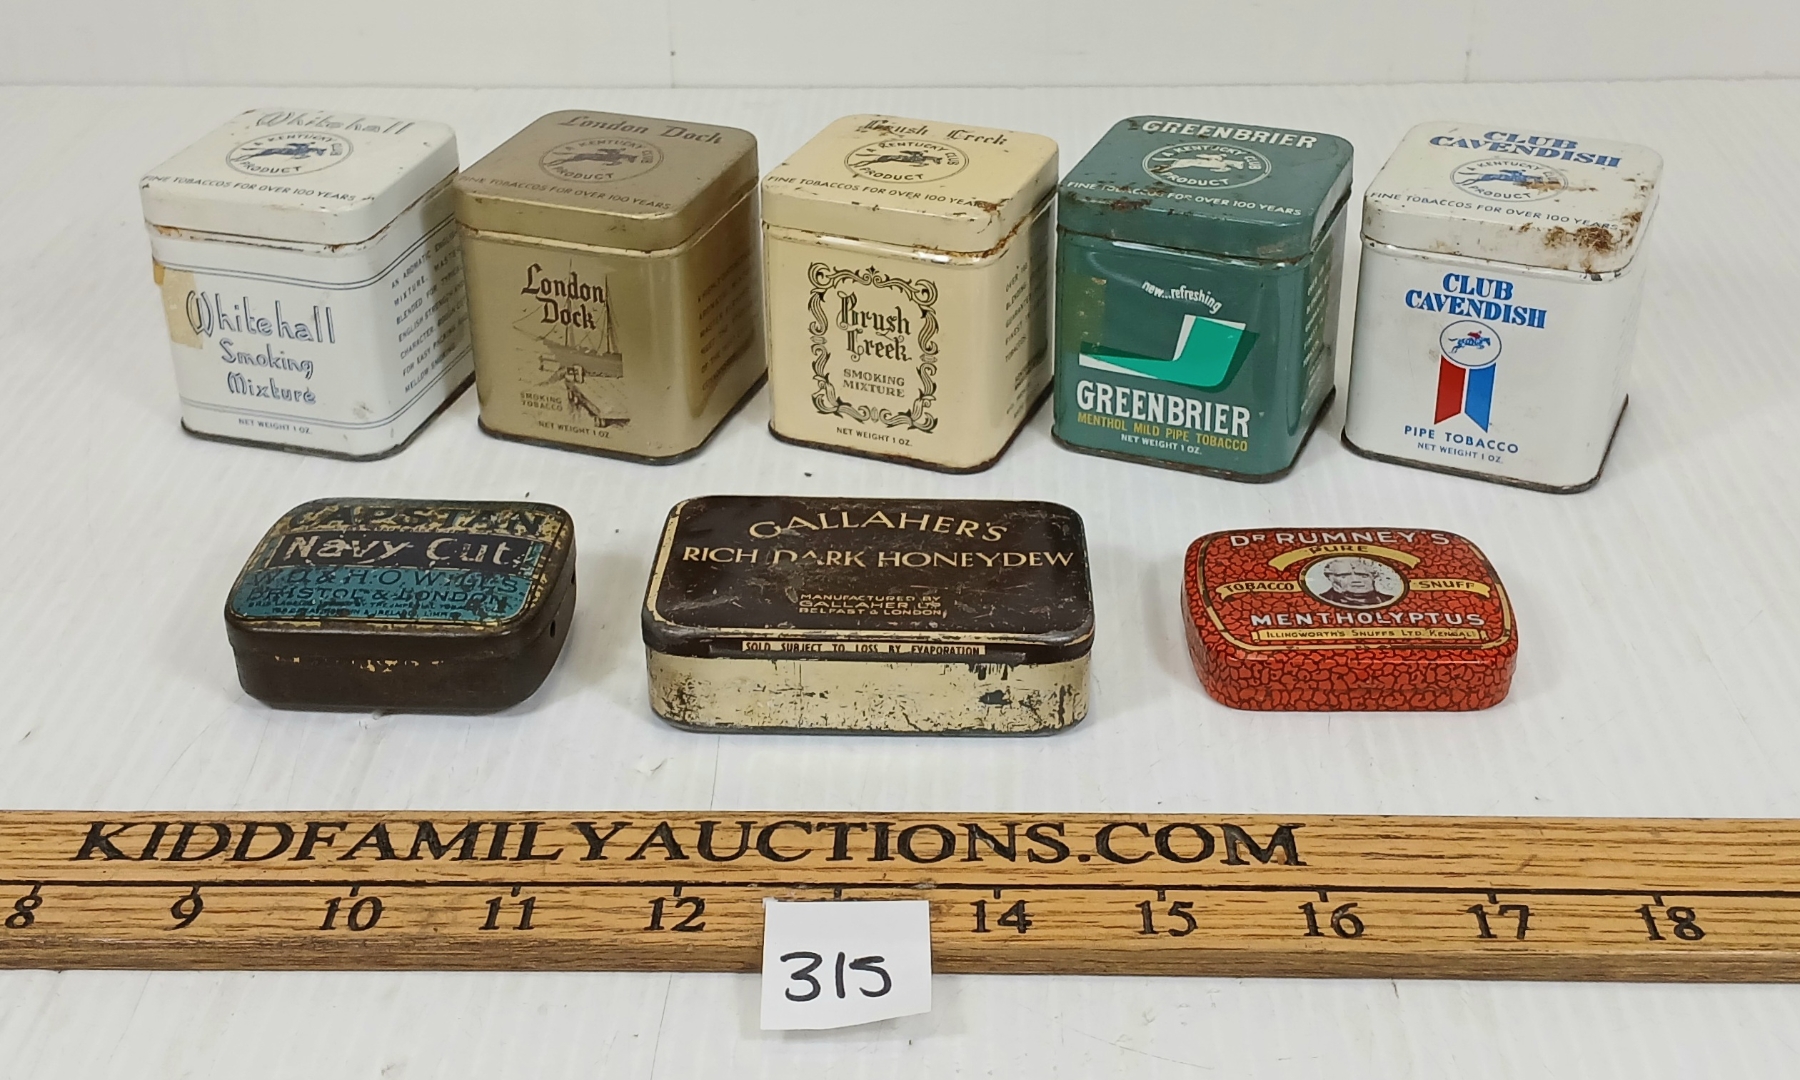 Whitehall
A KENTUCKY CLUB
PRODUCT
FINE TOBACCOS FOR OVER 100 YEARS
Whitehall
Smoking
Mixture
NET WEIGHT 1 OZ.
London Dock
A KENTUCKY CLUB
PRODUCT
FINE TOBACCOS FOR OVER 100 YEARS
London
Dock
SMOKING
TOBACCO
NET WEIGHT 1 OZ.
Brush Creek
A KENTUCKY CLUB
PRODUCT
FINE TOBACCOS FOR OVER 100 YEARS
Brush
Creek
SMOKING
MIXTURE
NET WEIGHT 1 OZ.
GREENBRIER
A KENTUCKY CLUB
PRODUCT
FINE TOBACCOS FOR OVER 100 YEARS
new...refreshing
GREENBRIER
MENTHOL MILD PIPE TOBACCO
NET WEIGHT 1 OZ.
CLUB
CAVENDISH
A KENTUCKY CLUB
PRODUCT
FINE TOBACCOS FOR OVER 100 YEARS
CLUB
CAVENDISH
PIPE TOBACCO
NET WEIGHT 1 OZ.
CAPSTAN
Navy Cut
W.D. & H.O. WILLS
BRISTOL & LONDON
GALLAHER'S
RICH DARK HONEYDEW
MANUFACTURED BY
GALLAHER LTD
BELFAST & LONDON
SOLD SUBJECT TO LOSS BY EVAPORATION
DR RUMNEY'S
PURE
TOBACCO SNUFF
MENTHOLYPTUS
ILLINGWORTH'S SNUFFS LTD. KENDAL
KIDDFAMILYAUCTIONS.COM
8 9 10 11 12 14 15 16 17 18
315